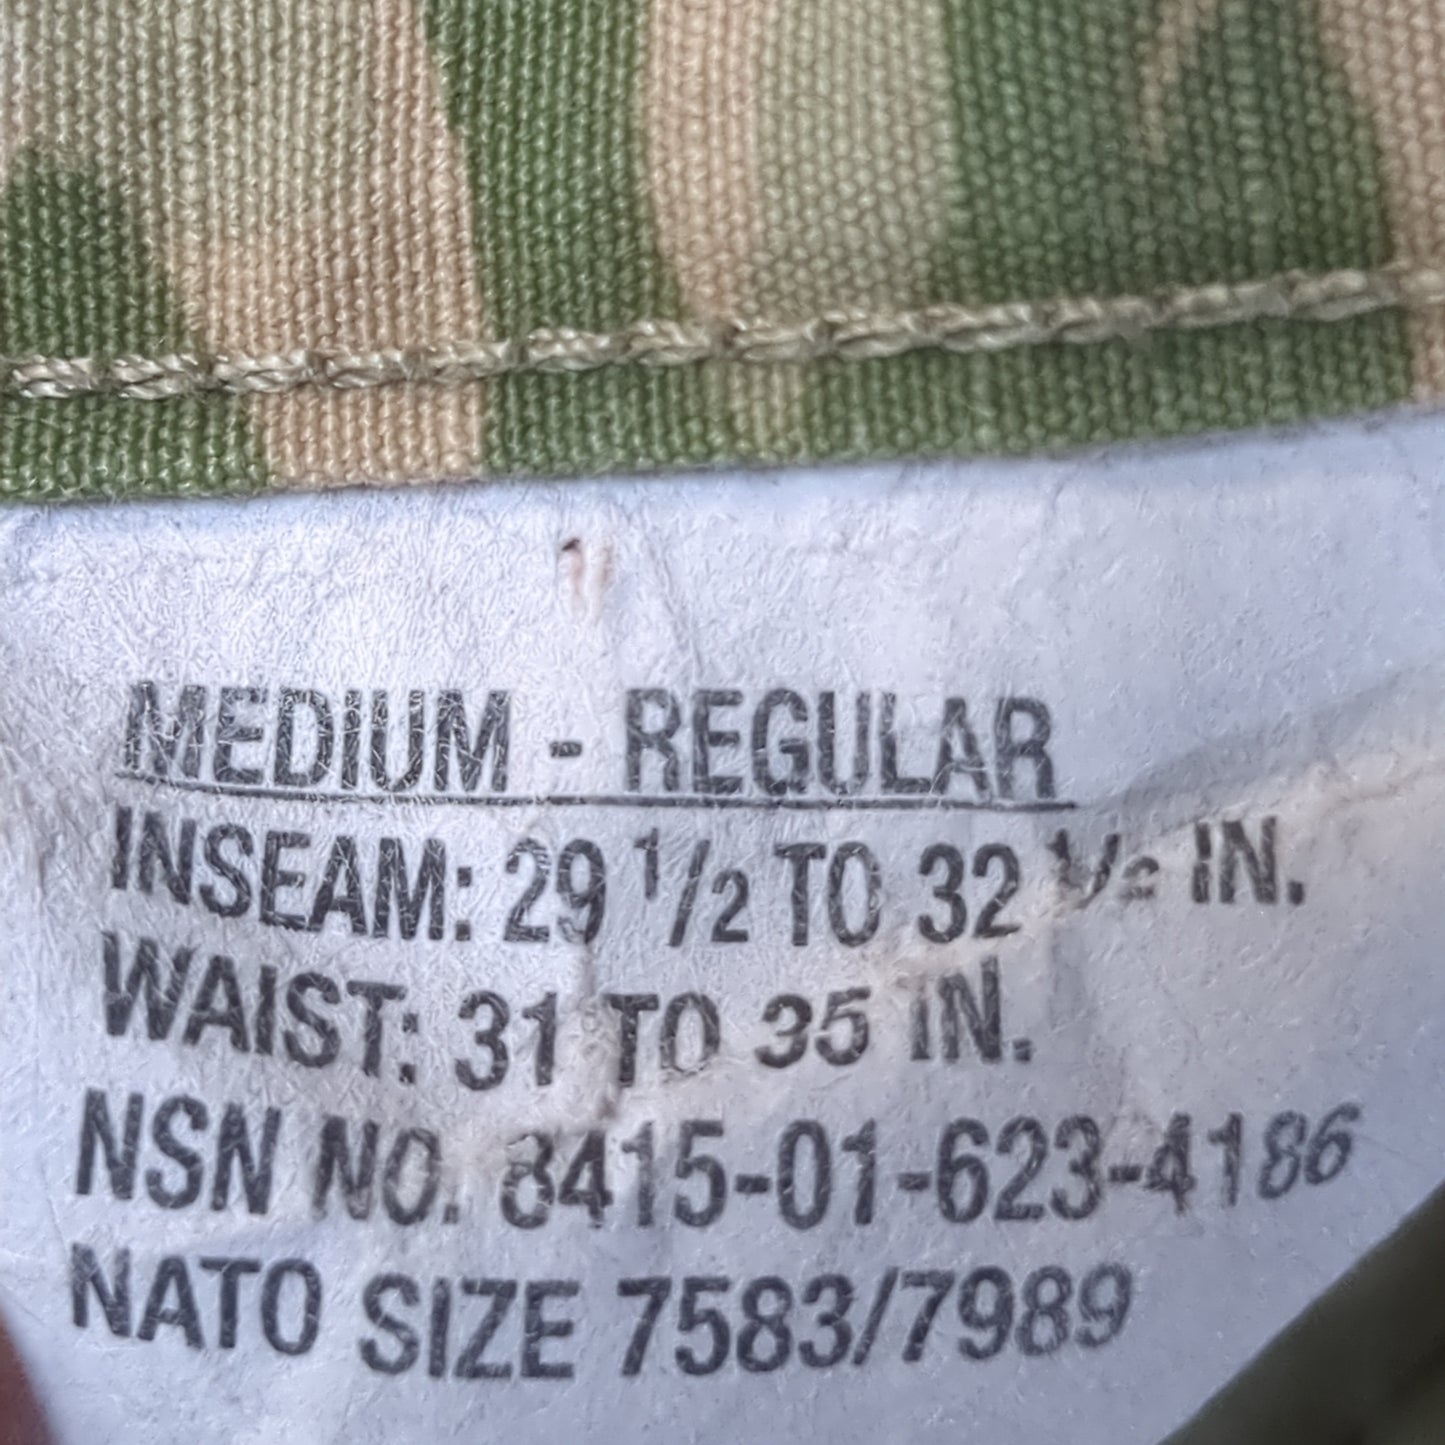 MEDIUM - REGULAR
INSEAM: 29 1/2 TO 32 1/2 IN.
WAIST: 31 TO 35 IN.
NSN NO. 8415-01-623-4186
NATO SIZE 7583/7989